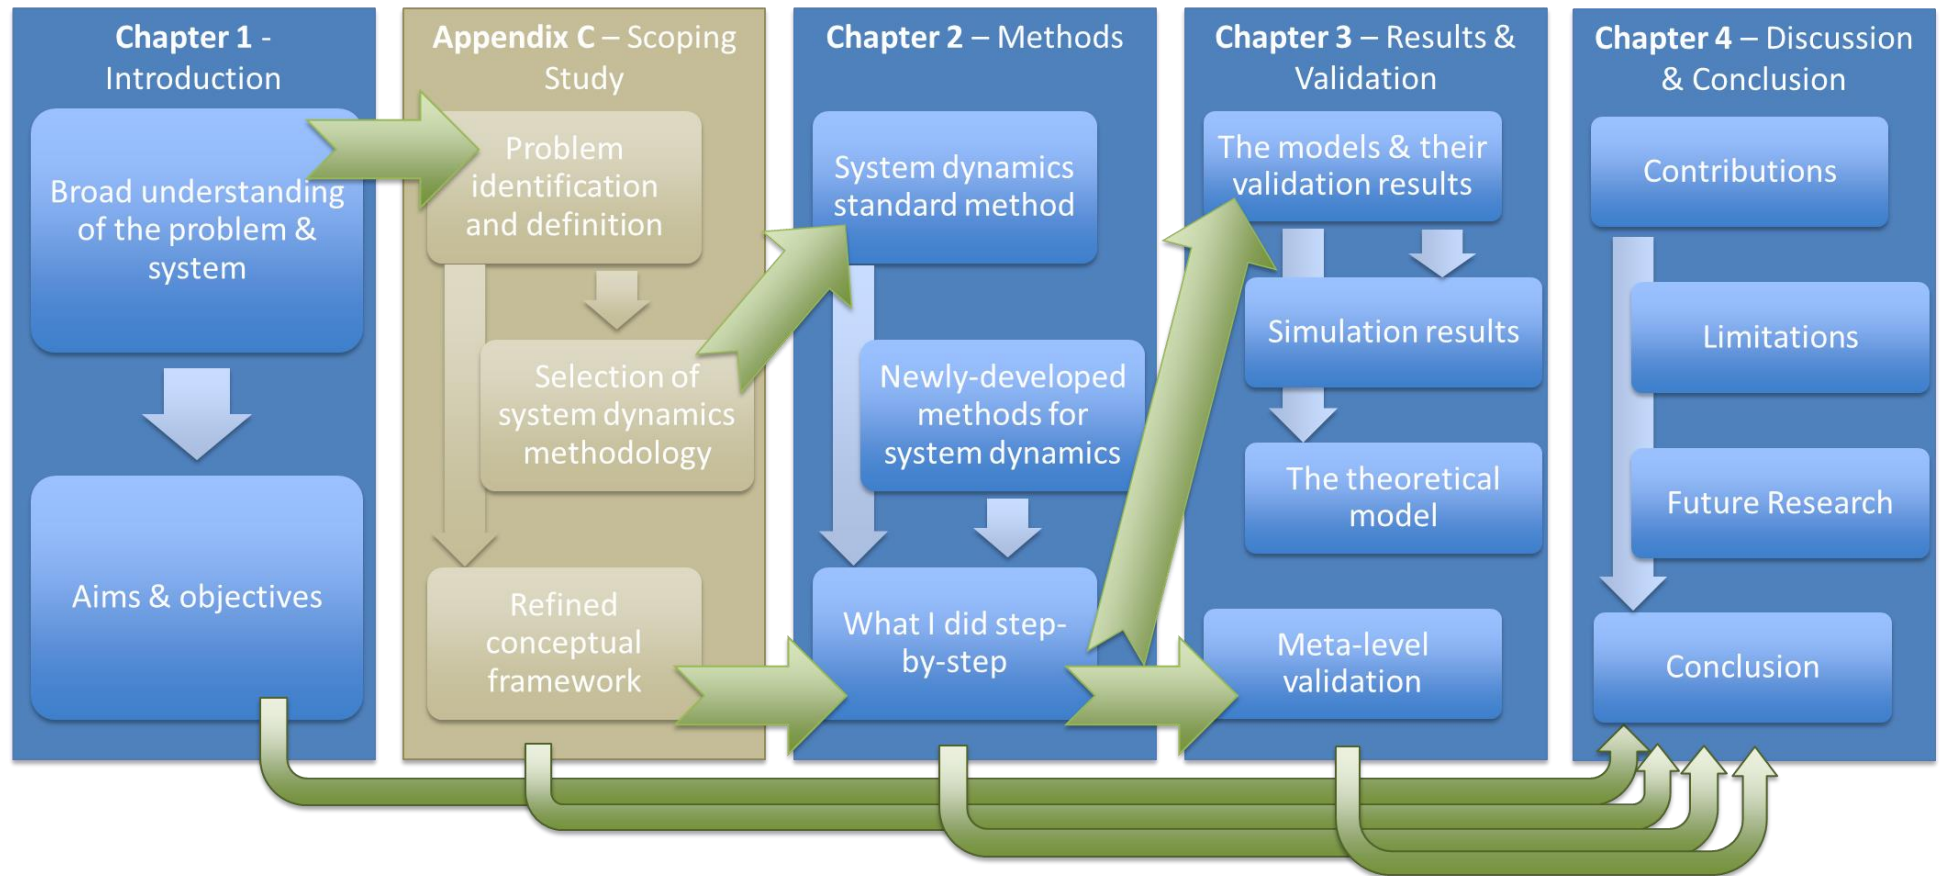 Chapter 1 -
Introduction
Broad understanding
of the problem &
system
Aims & objectives
Appendix C – Scoping
Study
Problem
identification
and definition
Selection of
system dynamics
methodology
Refined
conceptual
framework
Chapter 2 – Methods
System dynamics
standard method
Newly-developed
methods for
system dynamics
What I did step-
by-step
Chapter 3 – Results &
Validation
The models & their
validation results
Simulation results
The theoretical
model
Meta-level
validation
Chapter 4 – Discussion
& Conclusion
Contributions
Limitations
Future Research
Conclusion